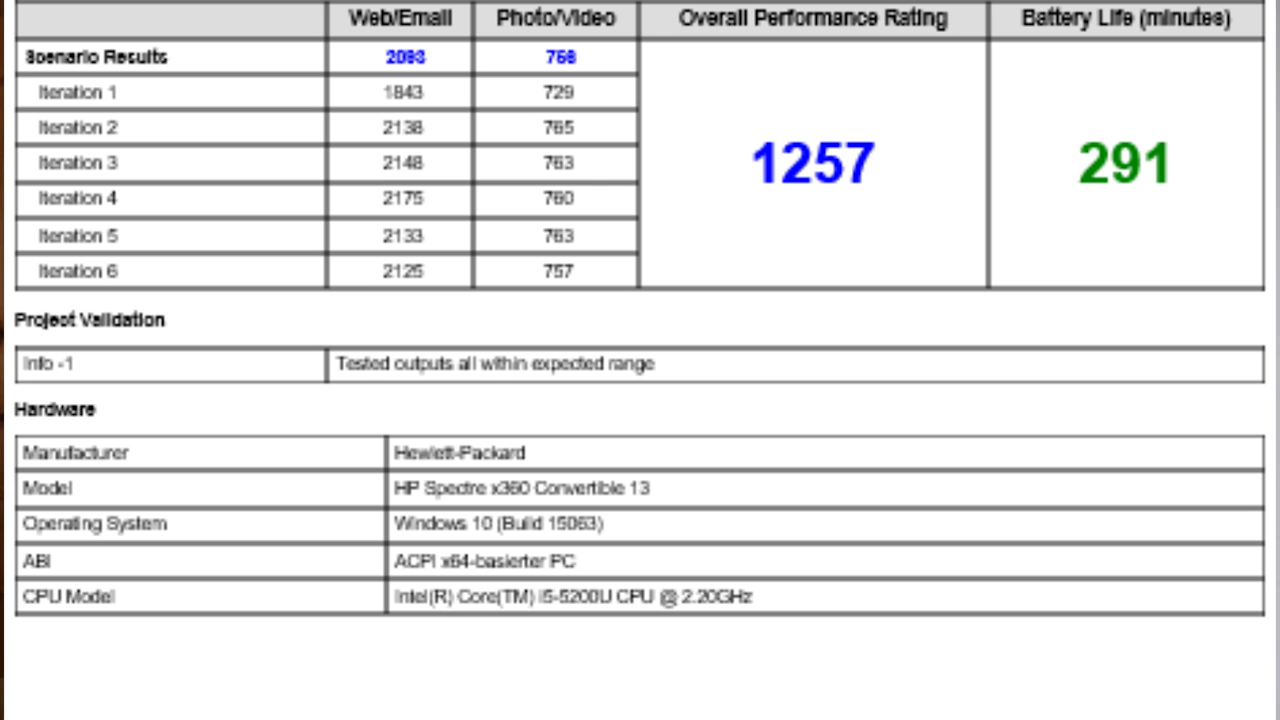 Web/Email Photo/Video Overall Performance Rating Battery Life (minutes)
Scenario Results 2093 756
Iteration 1 1843 729
Iteration 2 2138 765
Iteration 3 2148 763
1257 291
Iteration 4 2175 760
Iteration 5 2133 763
Iteration 6 2125 757
Project Validation
Info -1 Tested outputs all within expected range
Hardware
Manufacturer Hewlett-Packard
Model HP Spectre x360 Convertible 13
Operating System Windows 10 (Build 15063)
ABI ACPI x64-basierter PC
CPU Model Intel(R) Core(TM) i5-5200U CPU @ 2.20GHz